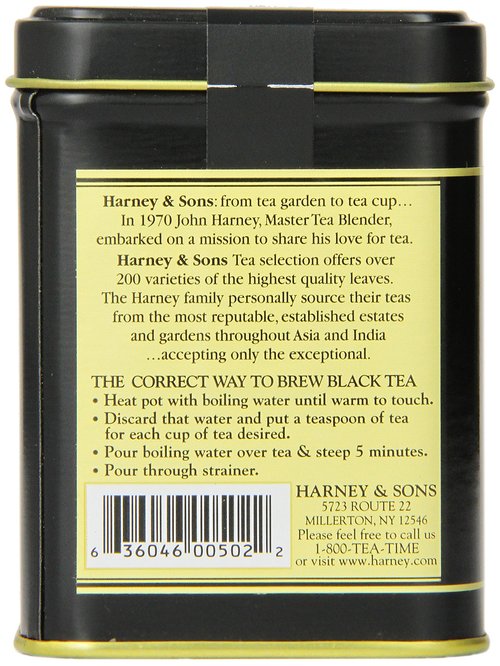 Harney & Sons: from tea garden to tea cup...
In 1970 John Harney, Master Tea Blender,
embarked on a mission to share his love for tea.
Harney & Sons Tea selection offers over
200 varieties of the highest quality leaves.
The Harney family personally source their teas
from the most reputable, established estates
and gardens throughout Asia and India
...accepting only the exceptional.
THE CORRECT WAY TO BREW BLACK TEA
• Heat pot with boiling water until warm to touch.
• Discard that water and put a teaspoon of tea
for each cup of tea desired.
• Pour boiling water over tea & steep 5 minutes.
• Pour through strainer.
6 36046 00502 2
HARNEY & SONS
5723 ROUTE 22
MILLERTON, NY 12546
Please feel free to call us
1-800-TEA-TIME
or visit www.harney.com